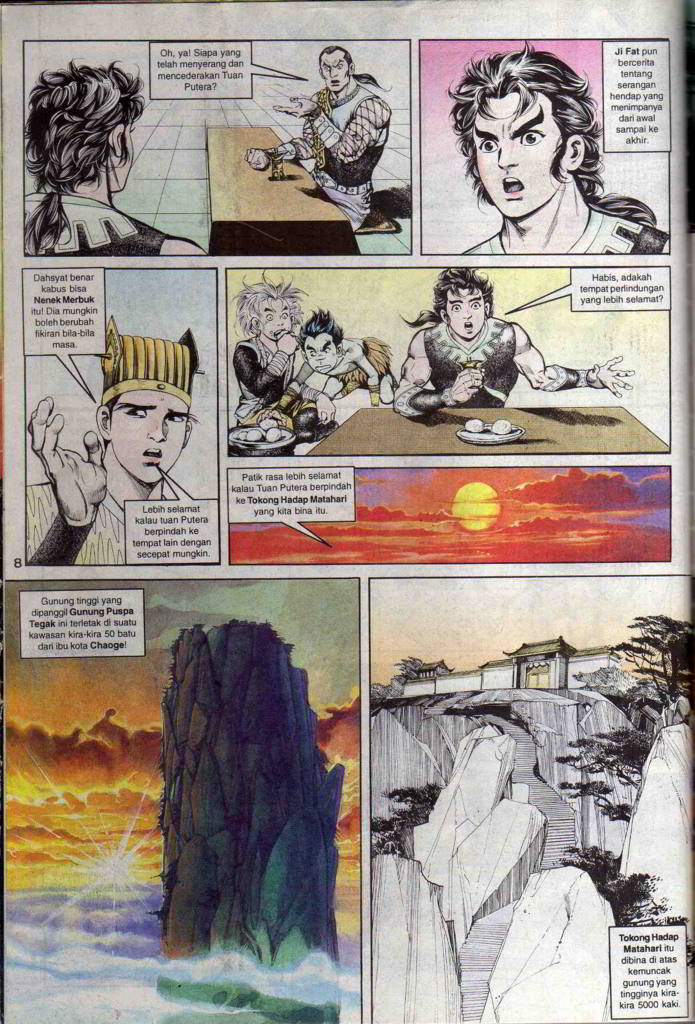 Oh, ya! Siapa yang
telah menyerang dan
mencederakan Tuan
Putera?
Ji Fat pun
bercerita
tentang
serangan
hendap yang
menimpanya
dari awal
sampai ke
akhir.
Dahsyat benar
kabus bisa
Nenek Merbuk
itu! Dia mungkin
boleh berubah
fikiran bila-bila
masa.
Lebih selamat
kalau tuan Putera
berpindah ke
tempat lain dengan
secepat mungkin.
Habis, adakah
tempat perlindungan
yang lebih selamat?
Patik rasa lebih selamat
kalau Tuan Putera berpindah
ke Tokong Hadap Matahari
yang kita bina itu.
8
Gunung tinggi yang
dipanggil Gunung Puspa
Tegak ini terletak di suatu
kawasan kira-kira 50 batu
dari ibu kota Chaoge!
Tokong Hadap
Matahari itu
dibina di atas
kemuncak
gunung yang
tingginya kira-
kira 5000 kaki.